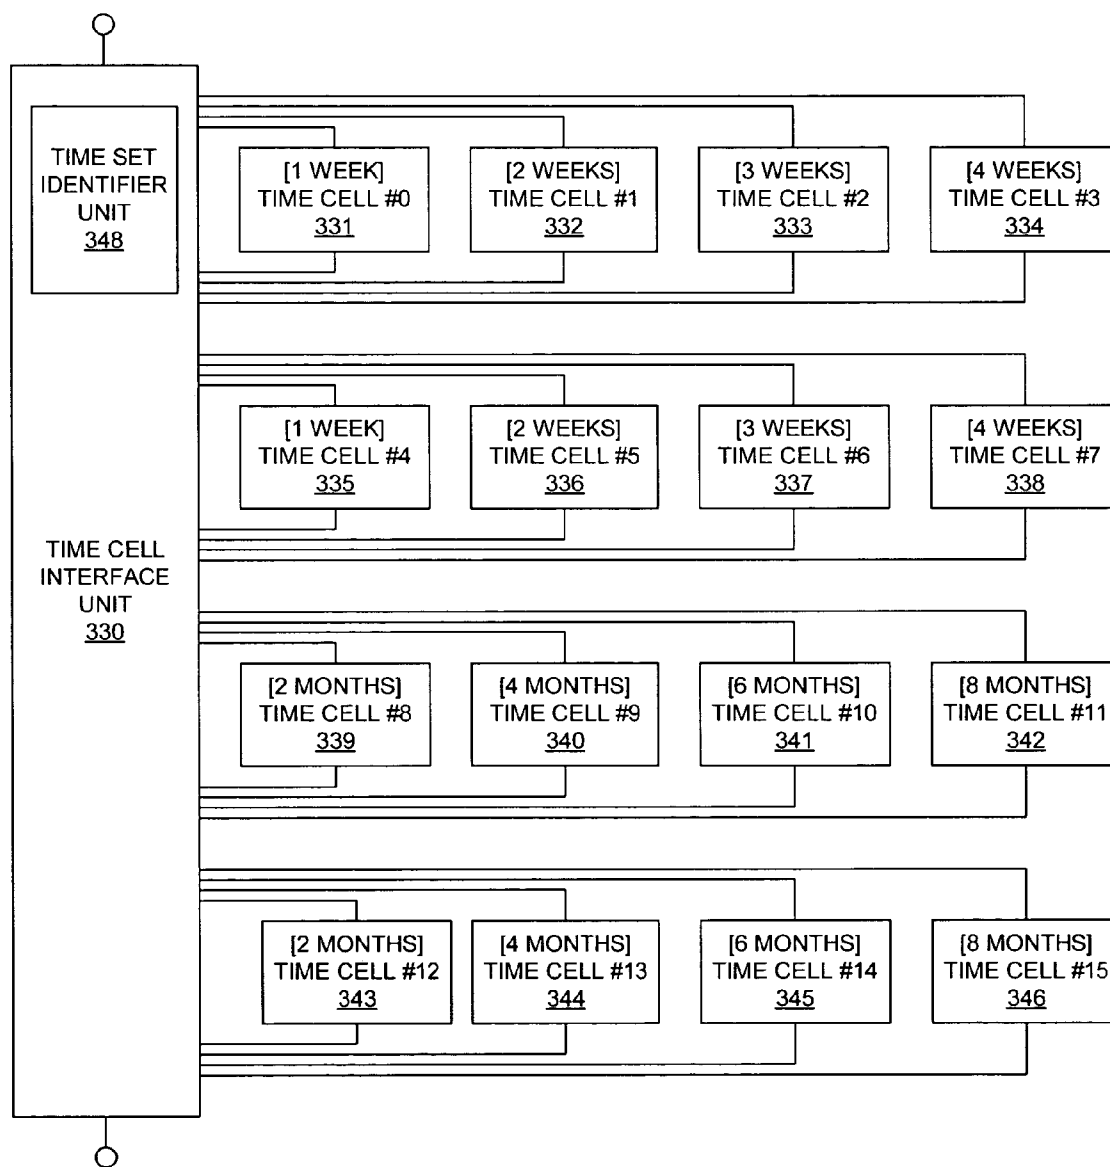 TIME SET
IDENTIFIER
UNIT
348
[1 WEEK]
TIME CELL #0
331
[2 WEEKS]
TIME CELL #1
332
[3 WEEKS]
TIME CELL #2
333
[4 WEEKS]
TIME CELL #3
334
[1 WEEK]
TIME CELL #4
335
[2 WEEKS]
TIME CELL #5
336
[3 WEEKS]
TIME CELL #6
337
[4 WEEKS]
TIME CELL #7
338
TIME CELL
INTERFACE
UNIT
330
[2 MONTHS]
TIME CELL #8
339
[4 MONTHS]
TIME CELL #9
340
[6 MONTHS]
TIME CELL #10
341
[8 MONTHS]
TIME CELL #11
342
[2 MONTHS]
TIME CELL #12
343
[4 MONTHS]
TIME CELL #13
344
[6 MONTHS]
TIME CELL #14
345
[8 MONTHS]
TIME CELL #15
346